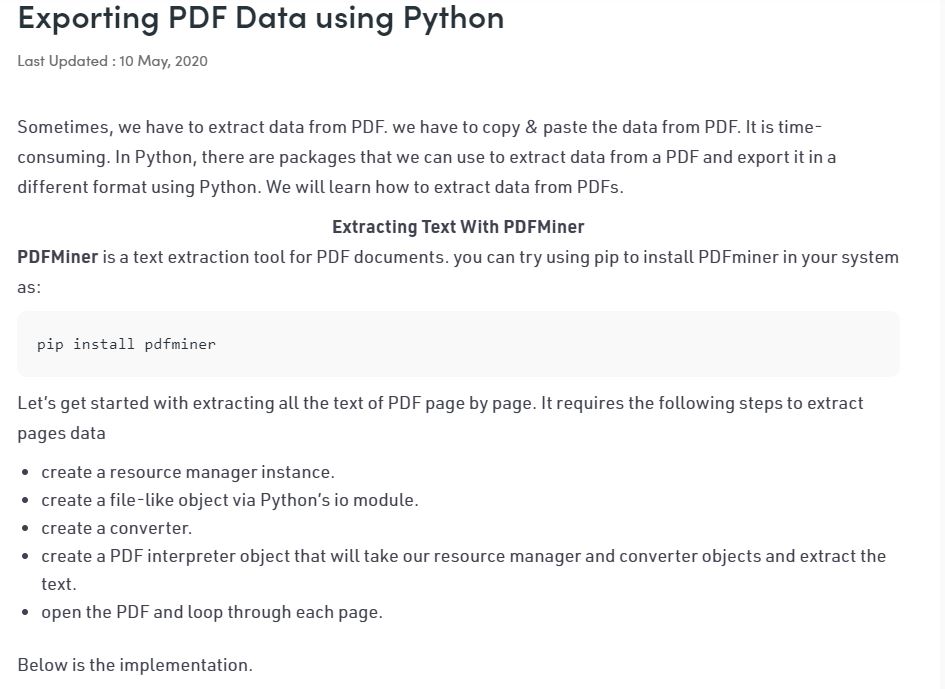 Exporting PDF Data using Python
Last Updated : 10 May, 2020
Sometimes, we have to extract data from PDF. we have to copy & paste the data from PDF. It is time-
consuming. In Python, there are packages that we can use to extract data from a PDF and export it in a
different format using Python. We will learn how to extract data from PDFs.
Extracting Text With PDFMiner
PDFMiner is a text extraction tool for PDF documents. you can try using pip to install PDFminer in your system
as:
pip install pdfminer
Let’s get started with extracting all the text of PDF page by page. It requires the following steps to extract
pages data
• create a resource manager instance.
• create a file-like object via Python’s io module.
• create a converter.
• create a PDF interpreter object that will take our resource manager and converter objects and extract the
text.
• open the PDF and loop through each page.
Below is the implementation.